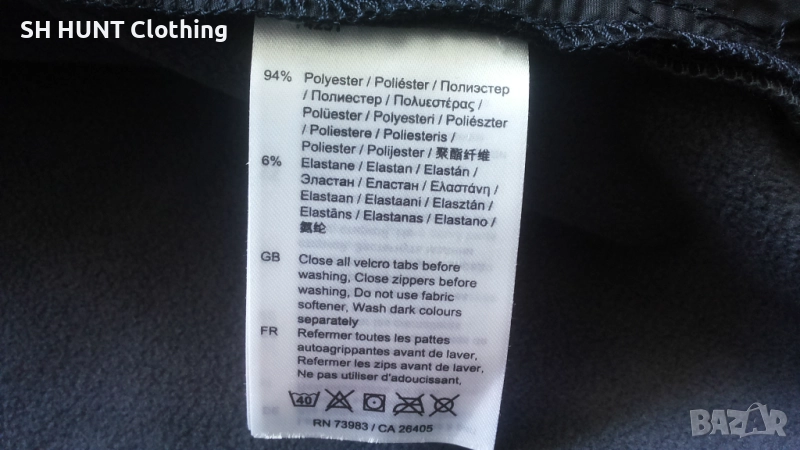 SH HUNT Clothing
94% Polyester / Poliéster / Полиэстер
/ Полиестер / Πολυεστέρας /
Polüester / Polyesteri / Poliészter
/ Poliestere / Poliesteris /
Poliester / Polijester / 聚酯纤维
6% Elastane / Elastan / Elastán /
Эластан / Еластан / Ελαστάνη /
Elastaan / Elastaani / Elasztán /
Elastāns / Elastanas / Elastano /
氨纶
GB Close all velcro tabs before
washing, Close zippers before
washing, Do not use fabric
softener, Wash dark colours
separately
FR Refermer toutes les pattes
autoagrippantes avant de laver,
Refermer les zips avant de laver,
Ne pas utiliser d'adoucissant,
40
RN 73983 / CA 26405
BAZAR